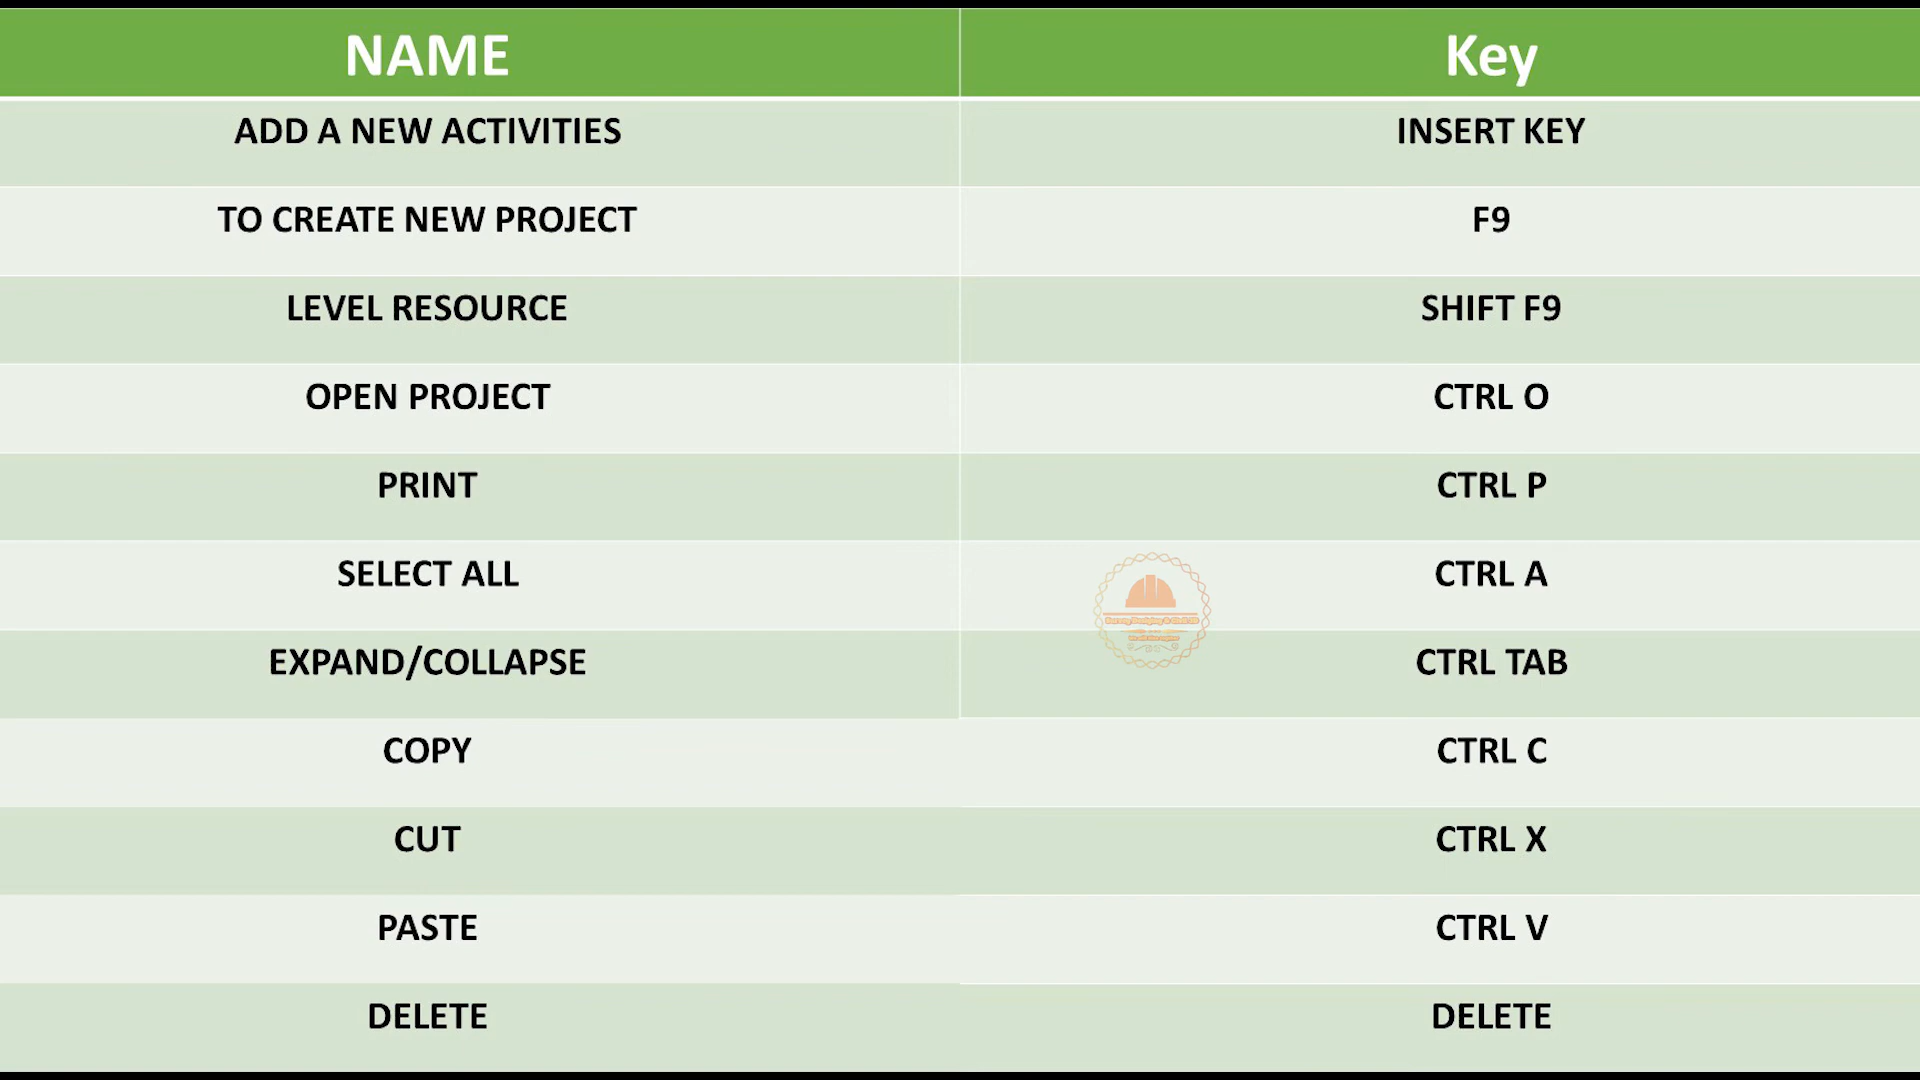 NAME Key
ADD A NEW ACTIVITIES INSERT KEY
TO CREATE NEW PROJECT F9
LEVEL RESOURCE SHIFT F9
OPEN PROJECT CTRL O
PRINT CTRL P
SELECT ALL CTRL A
EXPAND/COLLAPSE CTRL TAB
COPY CTRL C
CUT CTRL X
PASTE CTRL V
DELETE DELETE